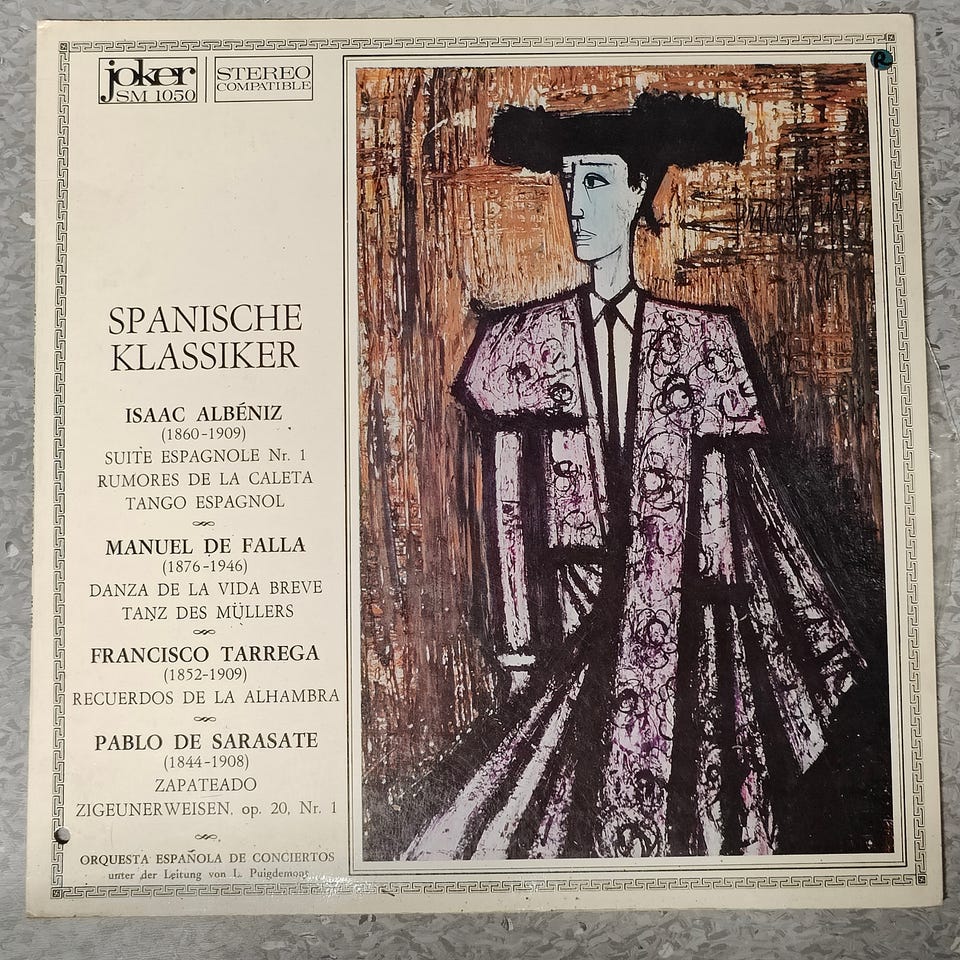 joker
SM 1050
STEREO
COMPATIBLE
R
SPANISCHE
KLASSIKER
ISAAC ALBÉNIZ
(1860-1909)
SUITE ESPAGNOLE Nr. 1
RUMORES DE LA CALETA
TANGO ESPAGNOL
MANUEL DE FALLA
(1876-1946)
DANZA DE LA VIDA BREVE
TANZ DES MÜLLERS
FRANCISCO TARREGA
(1852-1909)
RECUERDOS DE LA ALHAMBRA
PABLO DE SARASATE
(1844-1908)
ZAPATEADO
ZIGEUNERWEISEN, op. 20, Nr. 1
ORQUESTA ESPAÑOLA DE CONCIERTOS
unter der Leitung von L. Puigdemont